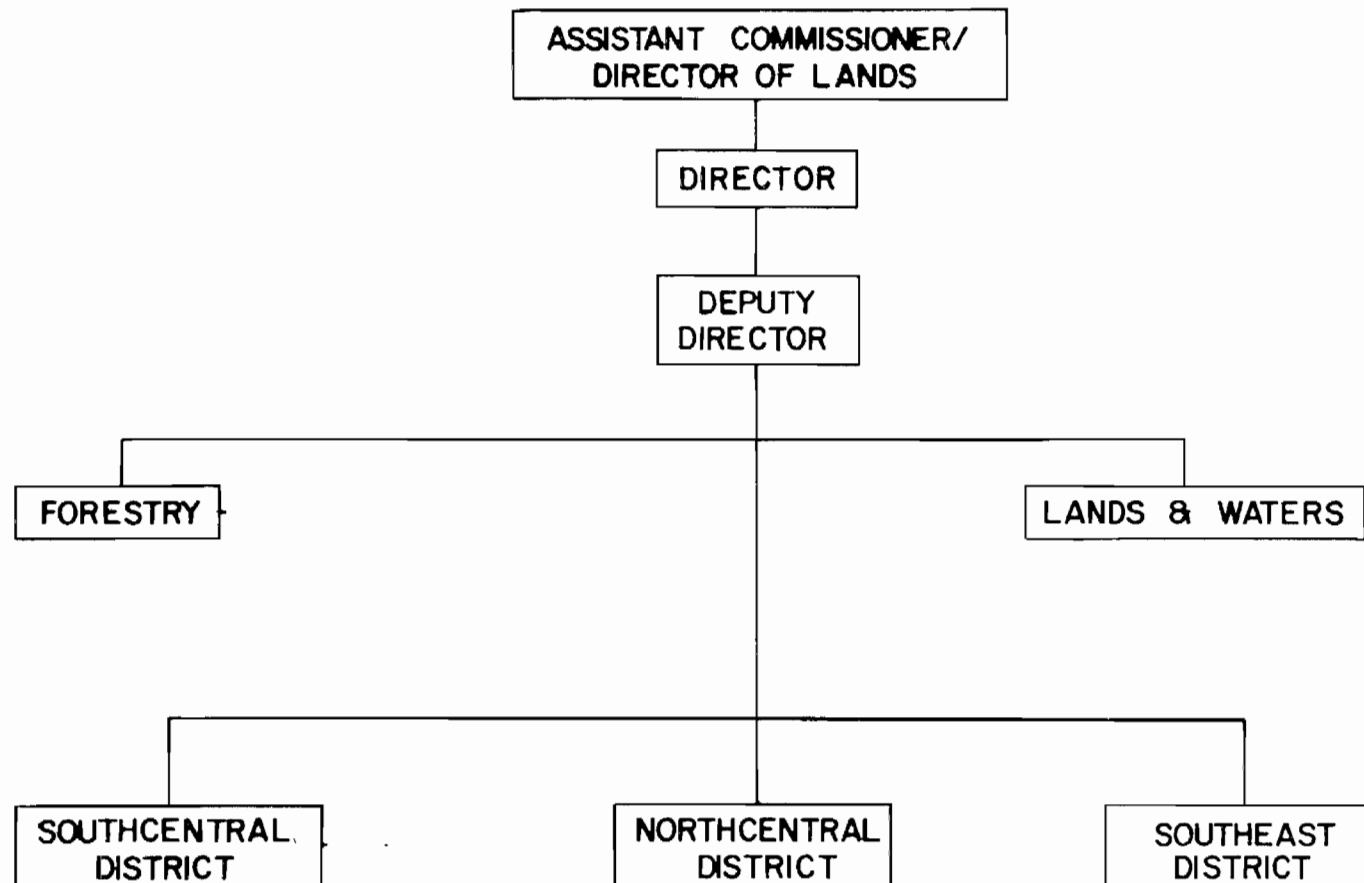 ASSISTANT COMMISSIONER/
DIRECTOR OF LANDS
DIRECTOR
DEPUTY
DIRECTOR
FORESTRY
LANDS & WATERS
SOUTHCENTRAL
DISTRICT
NORTHCENTRAL
DISTRICT
SOUTHEAST
DISTRICT